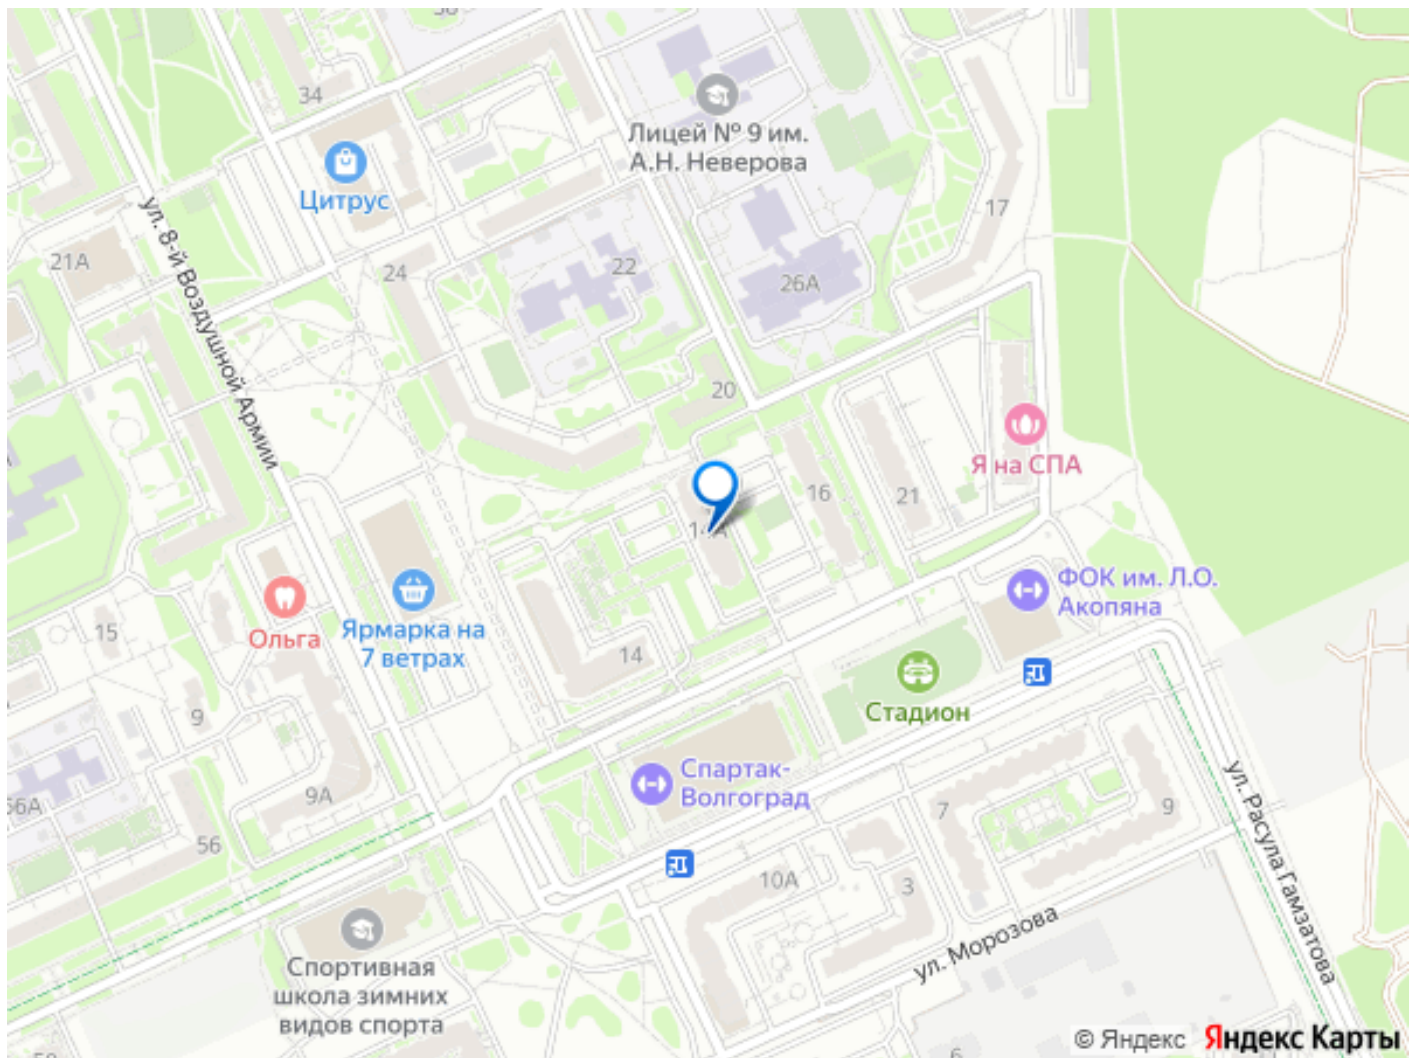 34
Лицей № 9 им.
А.Н. Неверова
Цитрус
ул. 8-й Воздушной Армии
21А
24
22
26А
17
20
Я на СПА
16
21
14А
ФОК им. Л.О.
Акопяна
Ольга
Ярмарка на
7 ветрах
15
14
Стадион
9
Спартак-
Волгоград
9А
7
9
ул. Расула Гамзатова
56
10А
3
ул. Морозова
Спортивная
школа зимних
видов спорта
© Яндекс Яндекс Карты